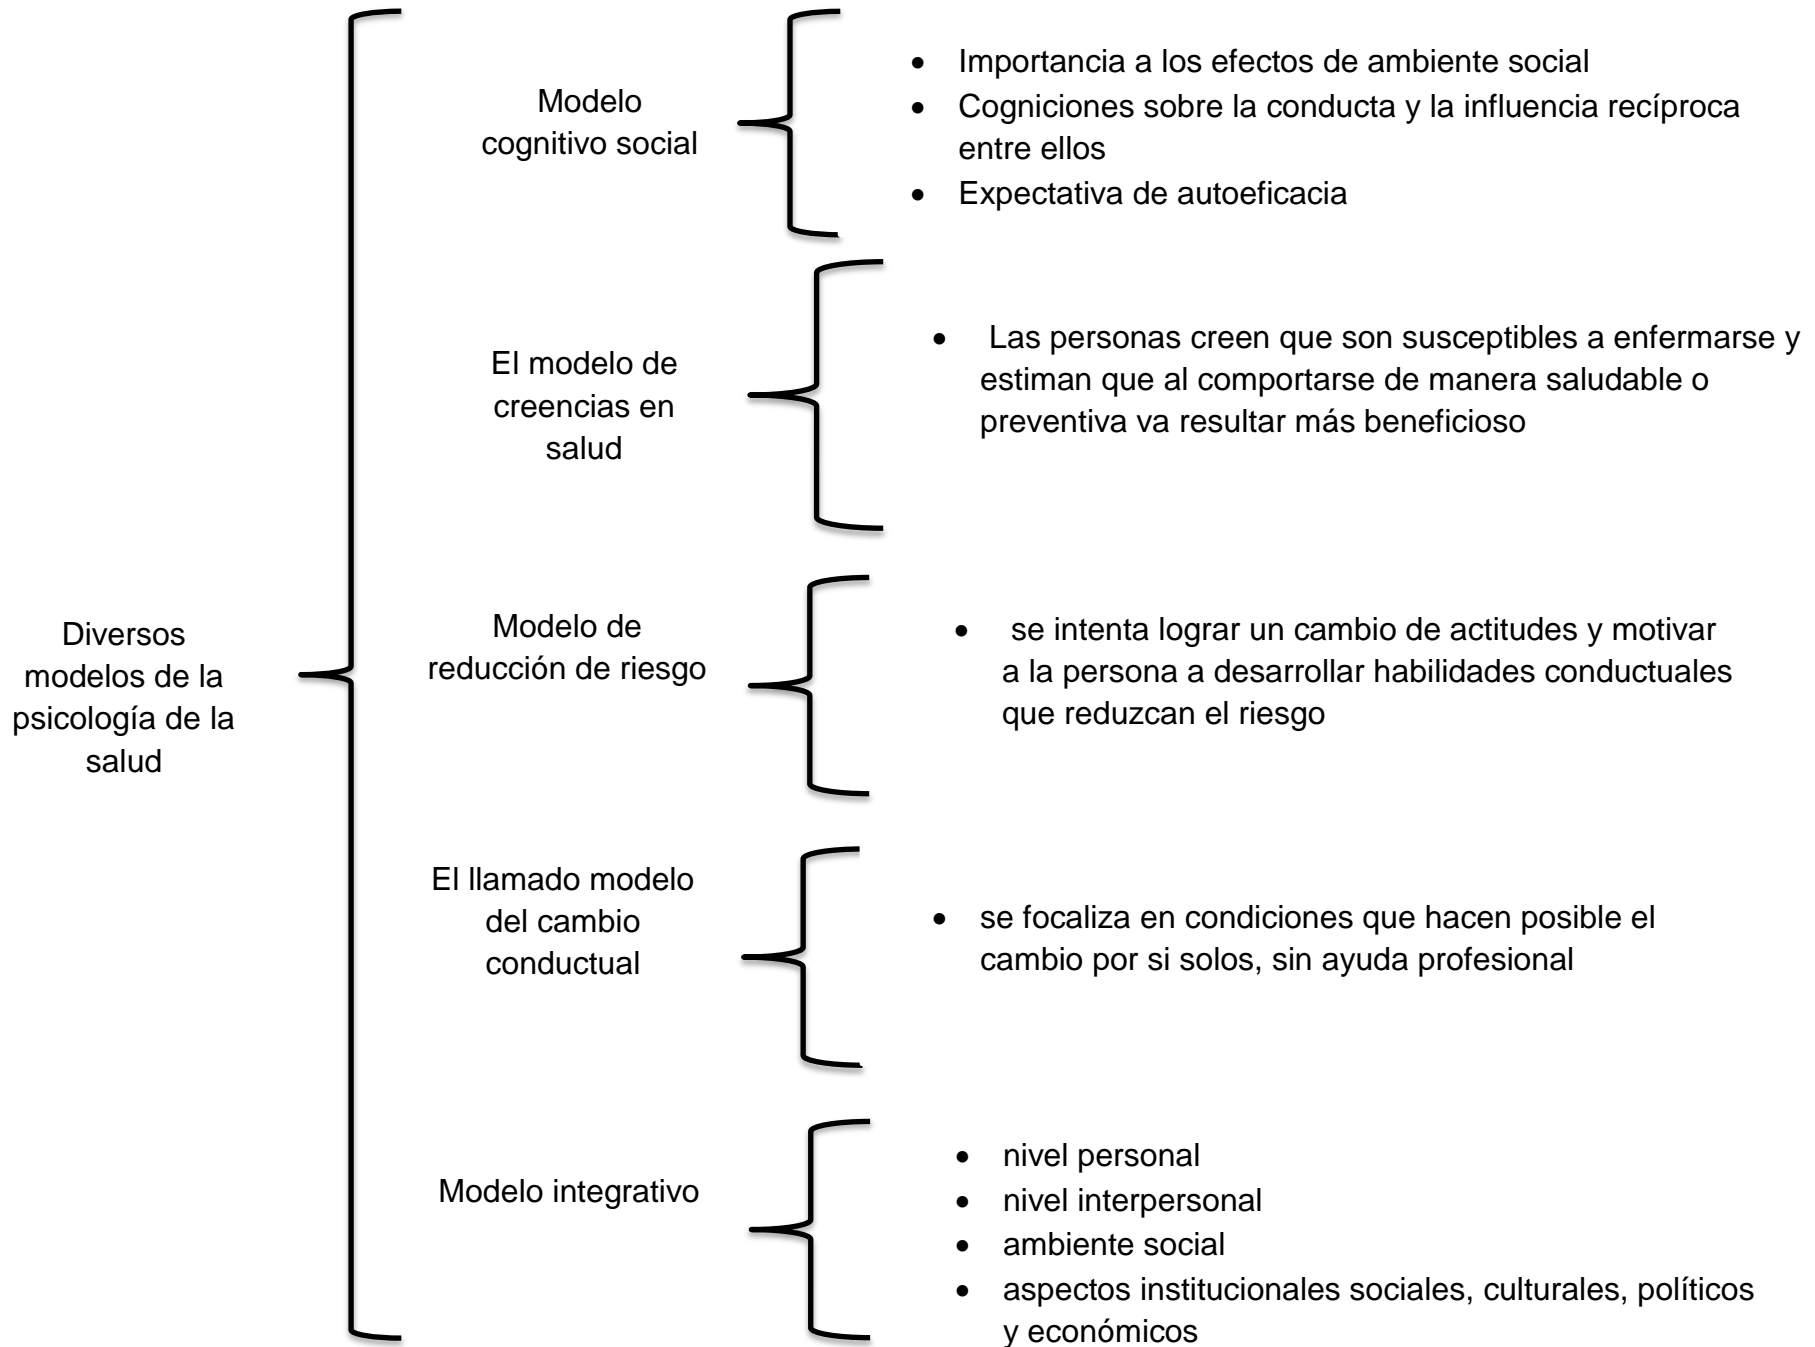 Diversos
modelos de la
psicología de la
salud
Modelo
cognitivo social
• Importancia a los efectos de ambiente social
• Cogniciones sobre la conducta y la influencia recíproca
entre ellos
• Expectativa de autoeficacia
El modelo de
creencias en
salud
• Las personas creen que son susceptibles a enfermarse y
estiman que al comportarse de manera saludable o
preventiva va resultar más beneficioso
Modelo de
reducción de riesgo
• se intenta lograr un cambio de actitudes y motivar
a la persona a desarrollar habilidades conductuales
que reduzcan el riesgo
El llamado modelo
del cambio
conductual
• se focaliza en condiciones que hacen posible el
cambio por si solos, sin ayuda profesional
Modelo integrativo
• nivel personal
• nivel interpersonal
• ambiente social
• aspectos institucionales sociales, culturales, políticos
y económicos